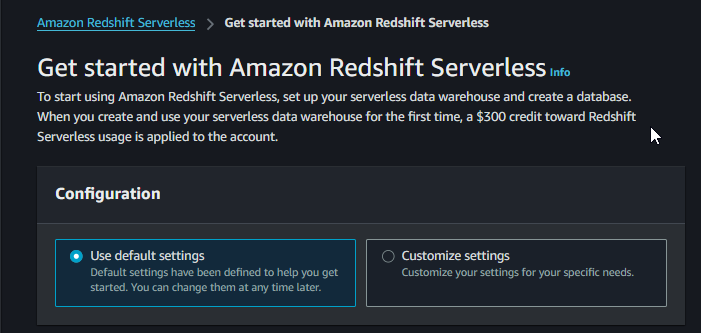 Amazon Redshift Serverless > Get started with Amazon Redshift Serverless
Get started with Amazon Redshift Serverless Info
To start using Amazon Redshift Serverless, set up your serverless data warehouse and create a database.
When you create and use your serverless data warehouse for the first time, a $300 credit toward Redshift
Serverless usage is applied to the account.
Configuration
Use default settings
Default settings have been defined to help you get
started. You can change them at any time later.
Customize settings
Customize your settings for your specific needs.